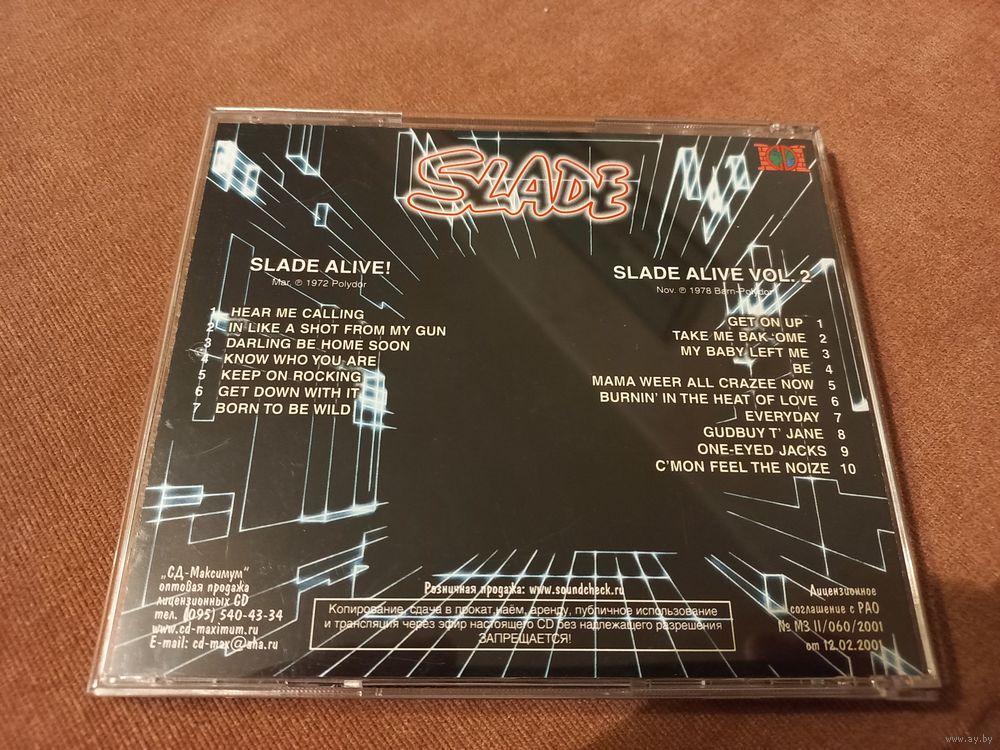 SLADE
SLADE ALIVE!
Mar. ℗ 1972 Polydor
1 HEAR ME CALLING
2 IN LIKE A SHOT FROM MY GUN
3 DARLING BE HOME SOON
4 KNOW WHO YOU ARE
5 KEEP ON ROCKING
6 GET DOWN WITH IT
7 BORN TO BE WILD
SLADE ALIVE VOL. 2
Nov. ℗ 1978 Barn-Polydor
GET ON UP 1
TAKE ME BAK 'OME 2
MY BABY LEFT ME 3
BE 4
MAMA WEER ALL CRAZEE NOW 5
BURNIN' IN THE HEAT OF LOVE 6
EVERYDAY 7
GUDBUY T' JANE 8
ONE-EYED JACKS 9
C'MON FEEL THE NOIZE 10
„СД-Максимум"
оптовая продажа
лицензионных CD
тел. (095) 540-43-34
www.cd-maximum.ru
E-mail: cd-max@aha.ru
Розничная продажа: www.soundcheck.ru
Копирование, сдача в прокат, наём, аренду, публичное использование
и трансляция через эфир настоящего CD без надлежащего разрешения
ЗАПРЕЩАЕТСЯ!
Лицензионное
соглашение с РАО
№ МЗ II/060/2001
от 12.02.2001
www.ay.by